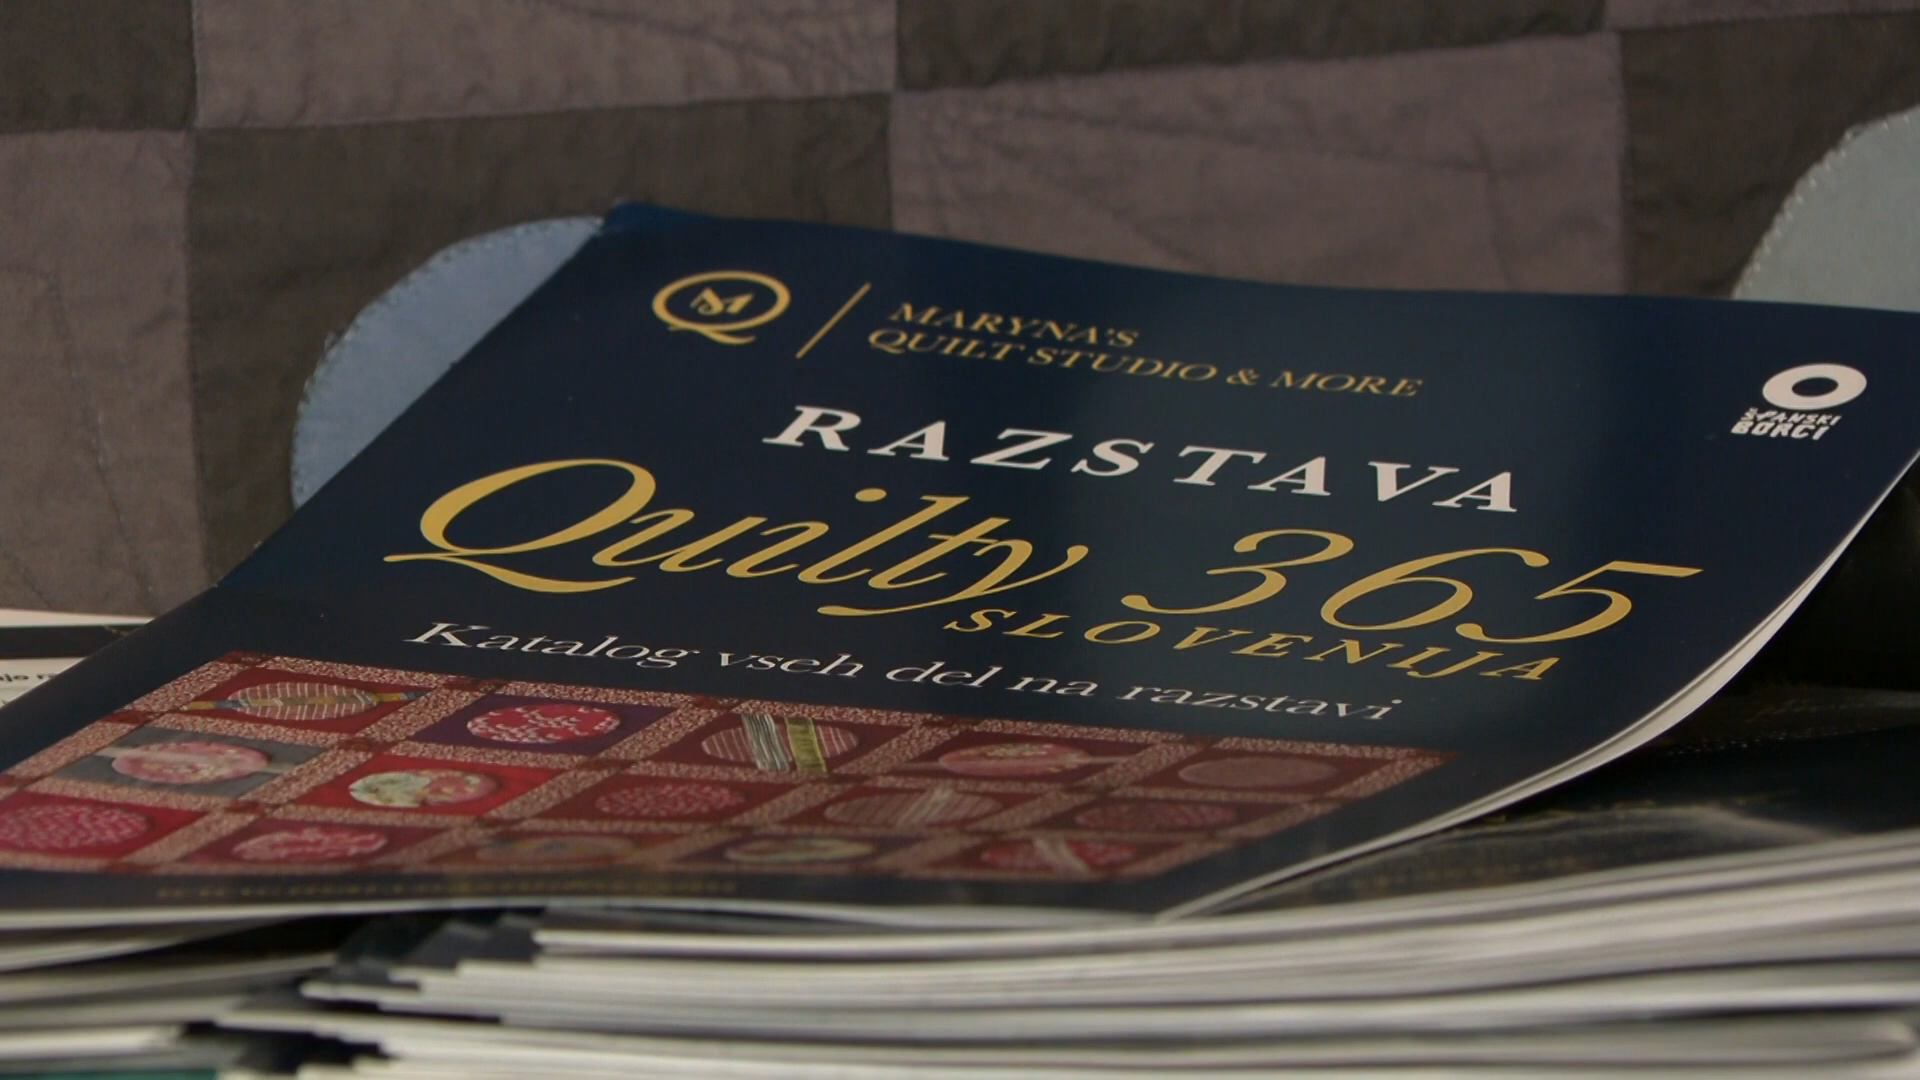 MARYNA'S
QUILT STUDIO & MORE
ŠPANSKI
BORCI
RAZSTAVA
Quilty 365
SLOVENIJA
Katalog vseh del na razstavi